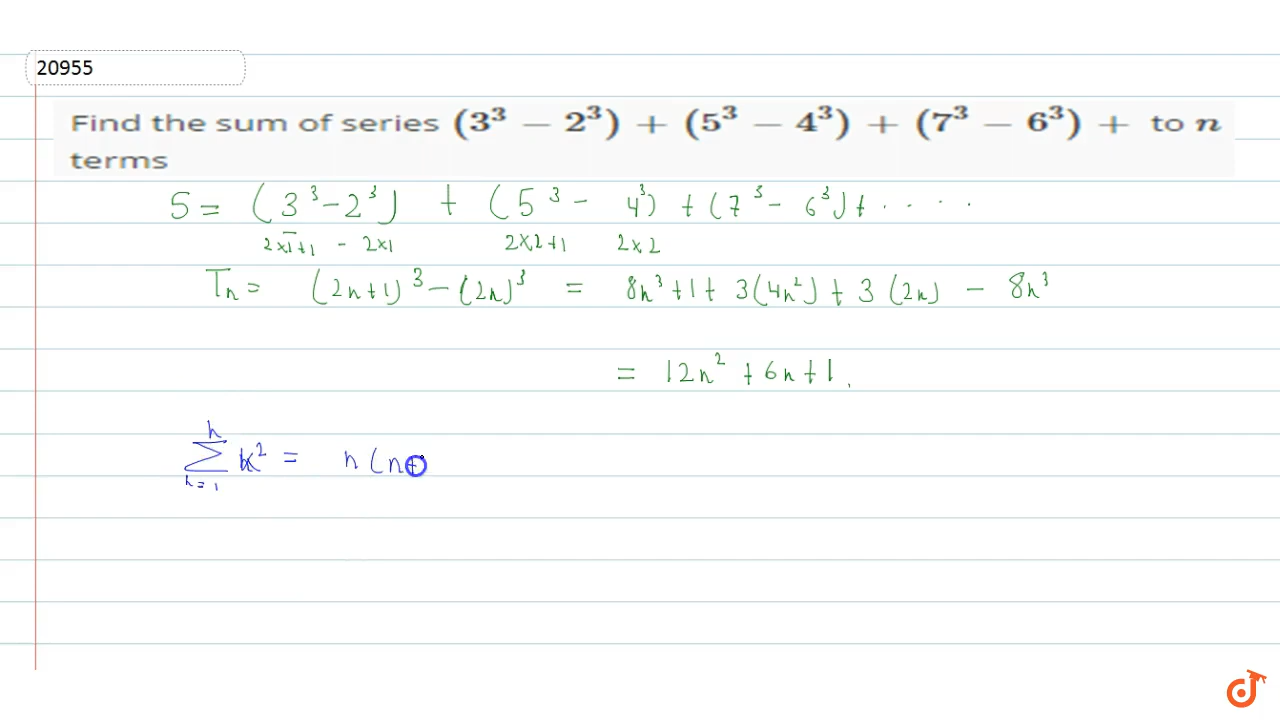 20955
Find the sum of series (3³ − 2³) + (5³ − 4³) + (7³ − 6³) + to n
terms
S = (3³ − 2³) + (5³ − 4³) + (7³ − 6³) + . . . .
2×1+1 − 2×1 2×2+1 2×2
Tₙ = (2n+1)³ − (2n)³ = 8n³ + 1 + 3(4n²) + 3(2n) − 8n³
= 12n² + 6n + 1.
n
∑ k² = n(n+
n=1